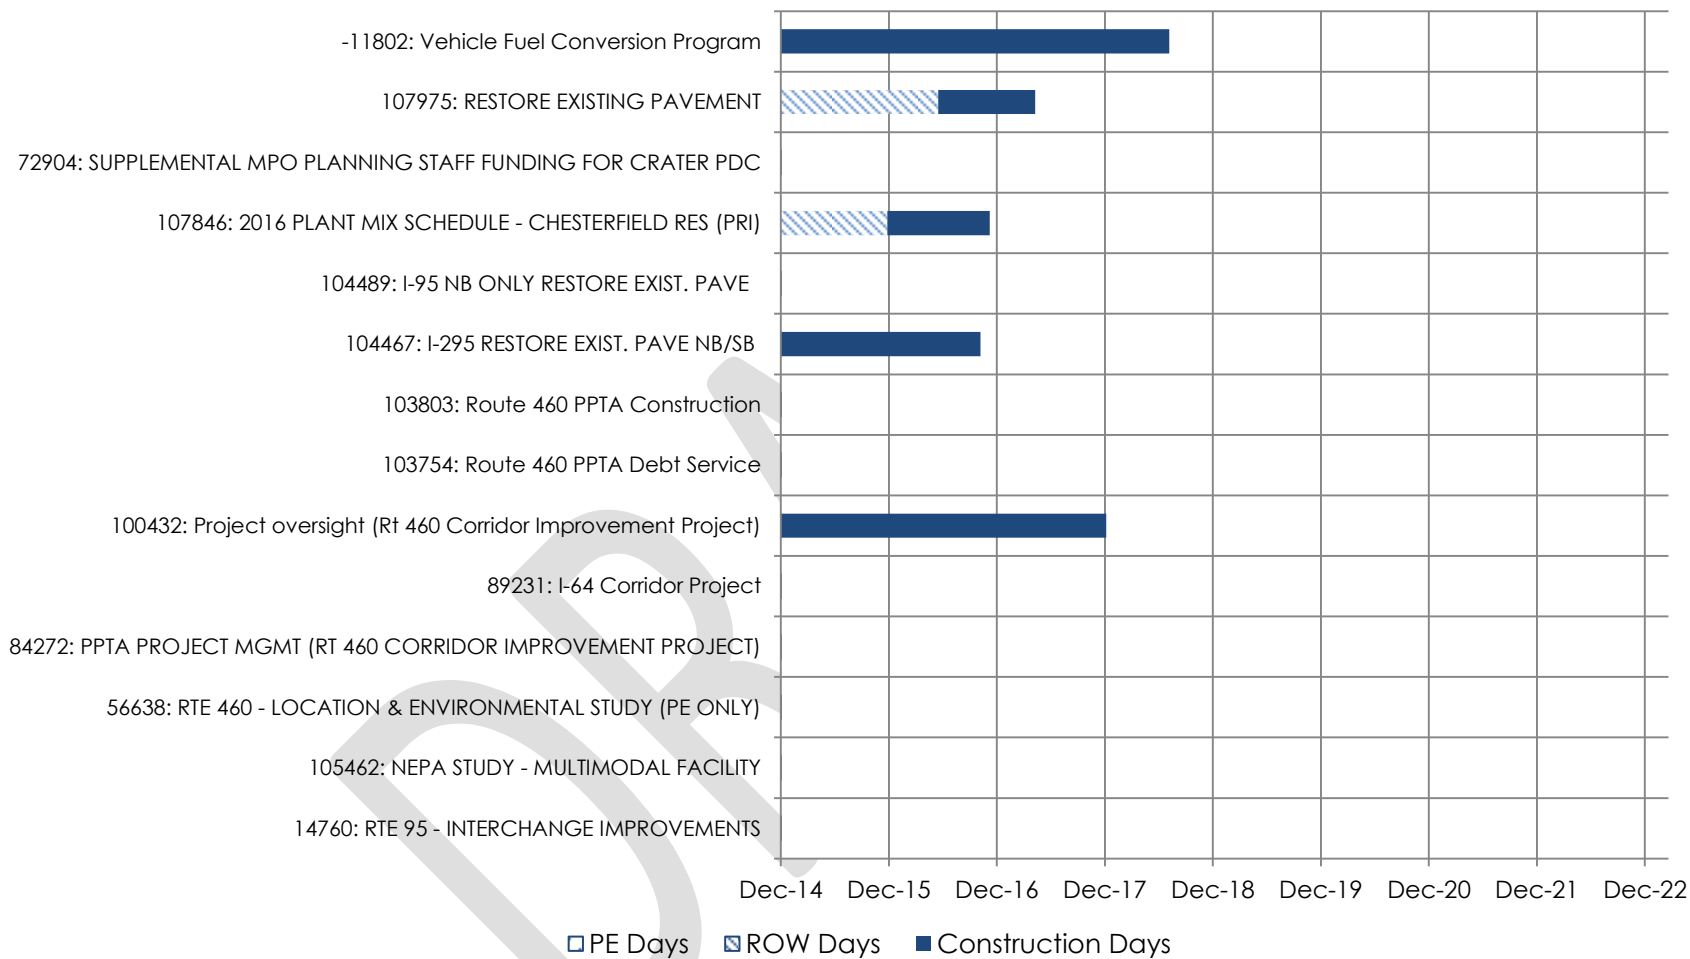 -11802: Vehicle Fuel Conversion Program
107975: RESTORE EXISTING PAVEMENT
72904: SUPPLEMENTAL MPO PLANNING STAFF FUNDING FOR CRATER PDC
107846: 2016 PLANT MIX SCHEDULE - CHESTERFIELD RES (PRI)
104489: I-95 NB ONLY RESTORE EXIST. PAVE
104467: I-295 RESTORE EXIST. PAVE NB/SB
103803: Route 460 PPTA Construction
103754: Route 460 PPTA Debt Service
100432: Project oversight (Rt 460 Corridor Improvement Project)
89231: I-64 Corridor Project
84272: PPTA PROJECT MGMT (RT 460 CORRIDOR IMPROVEMENT PROJECT)
56638: RTE 460 - LOCATION & ENVIRONMENTAL STUDY (PE ONLY)
105462: NEPA STUDY - MULTIMODAL FACILITY
14760: RTE 95 - INTERCHANGE IMPROVEMENTS
Dec-14 Dec-15 Dec-16 Dec-17 Dec-18 Dec-19 Dec-20 Dec-21 Dec-22
PE Days ROW Days Construction Days